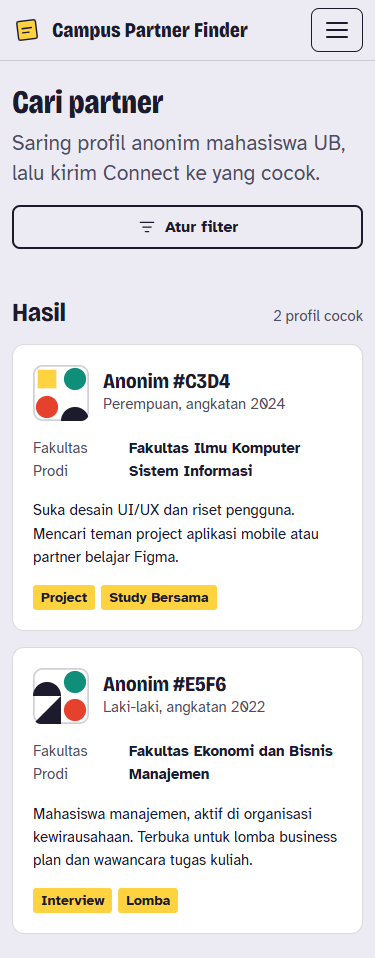 Campus Partner Finder
Cari partner
Saring profil anonim mahasiswa UB,
lalu kirim Connect ke yang cocok.
Atur filter
Hasil
2 profil cocok
Anonim #C3D4
Perempuan, angkatan 2024
Fakultas Fakultas Ilmu Komputer
Prodi Sistem Informasi
Suka desain UI/UX dan riset pengguna.
Mencari teman project aplikasi mobile atau
partner belajar Figma.
Project Study Bersama
Anonim #E5F6
Laki-laki, angkatan 2022
Fakultas Fakultas Ekonomi dan Bisnis
Prodi Manajemen
Mahasiswa manajemen, aktif di organisasi
kewirausahaan. Terbuka untuk lomba business
plan dan wawancara tugas kuliah.
Interview Lomba